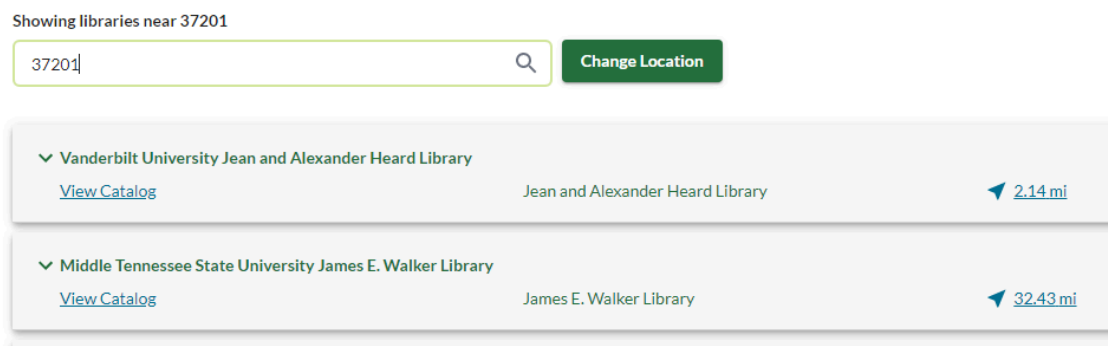 Showing libraries near 37201
37201
Change Location
Vanderbilt University Jean and Alexander Heard Library
View Catalog
Jean and Alexander Heard Library
2.14 mi
Middle Tennessee State University James E. Walker Library
View Catalog
James E. Walker Library
32.43 mi